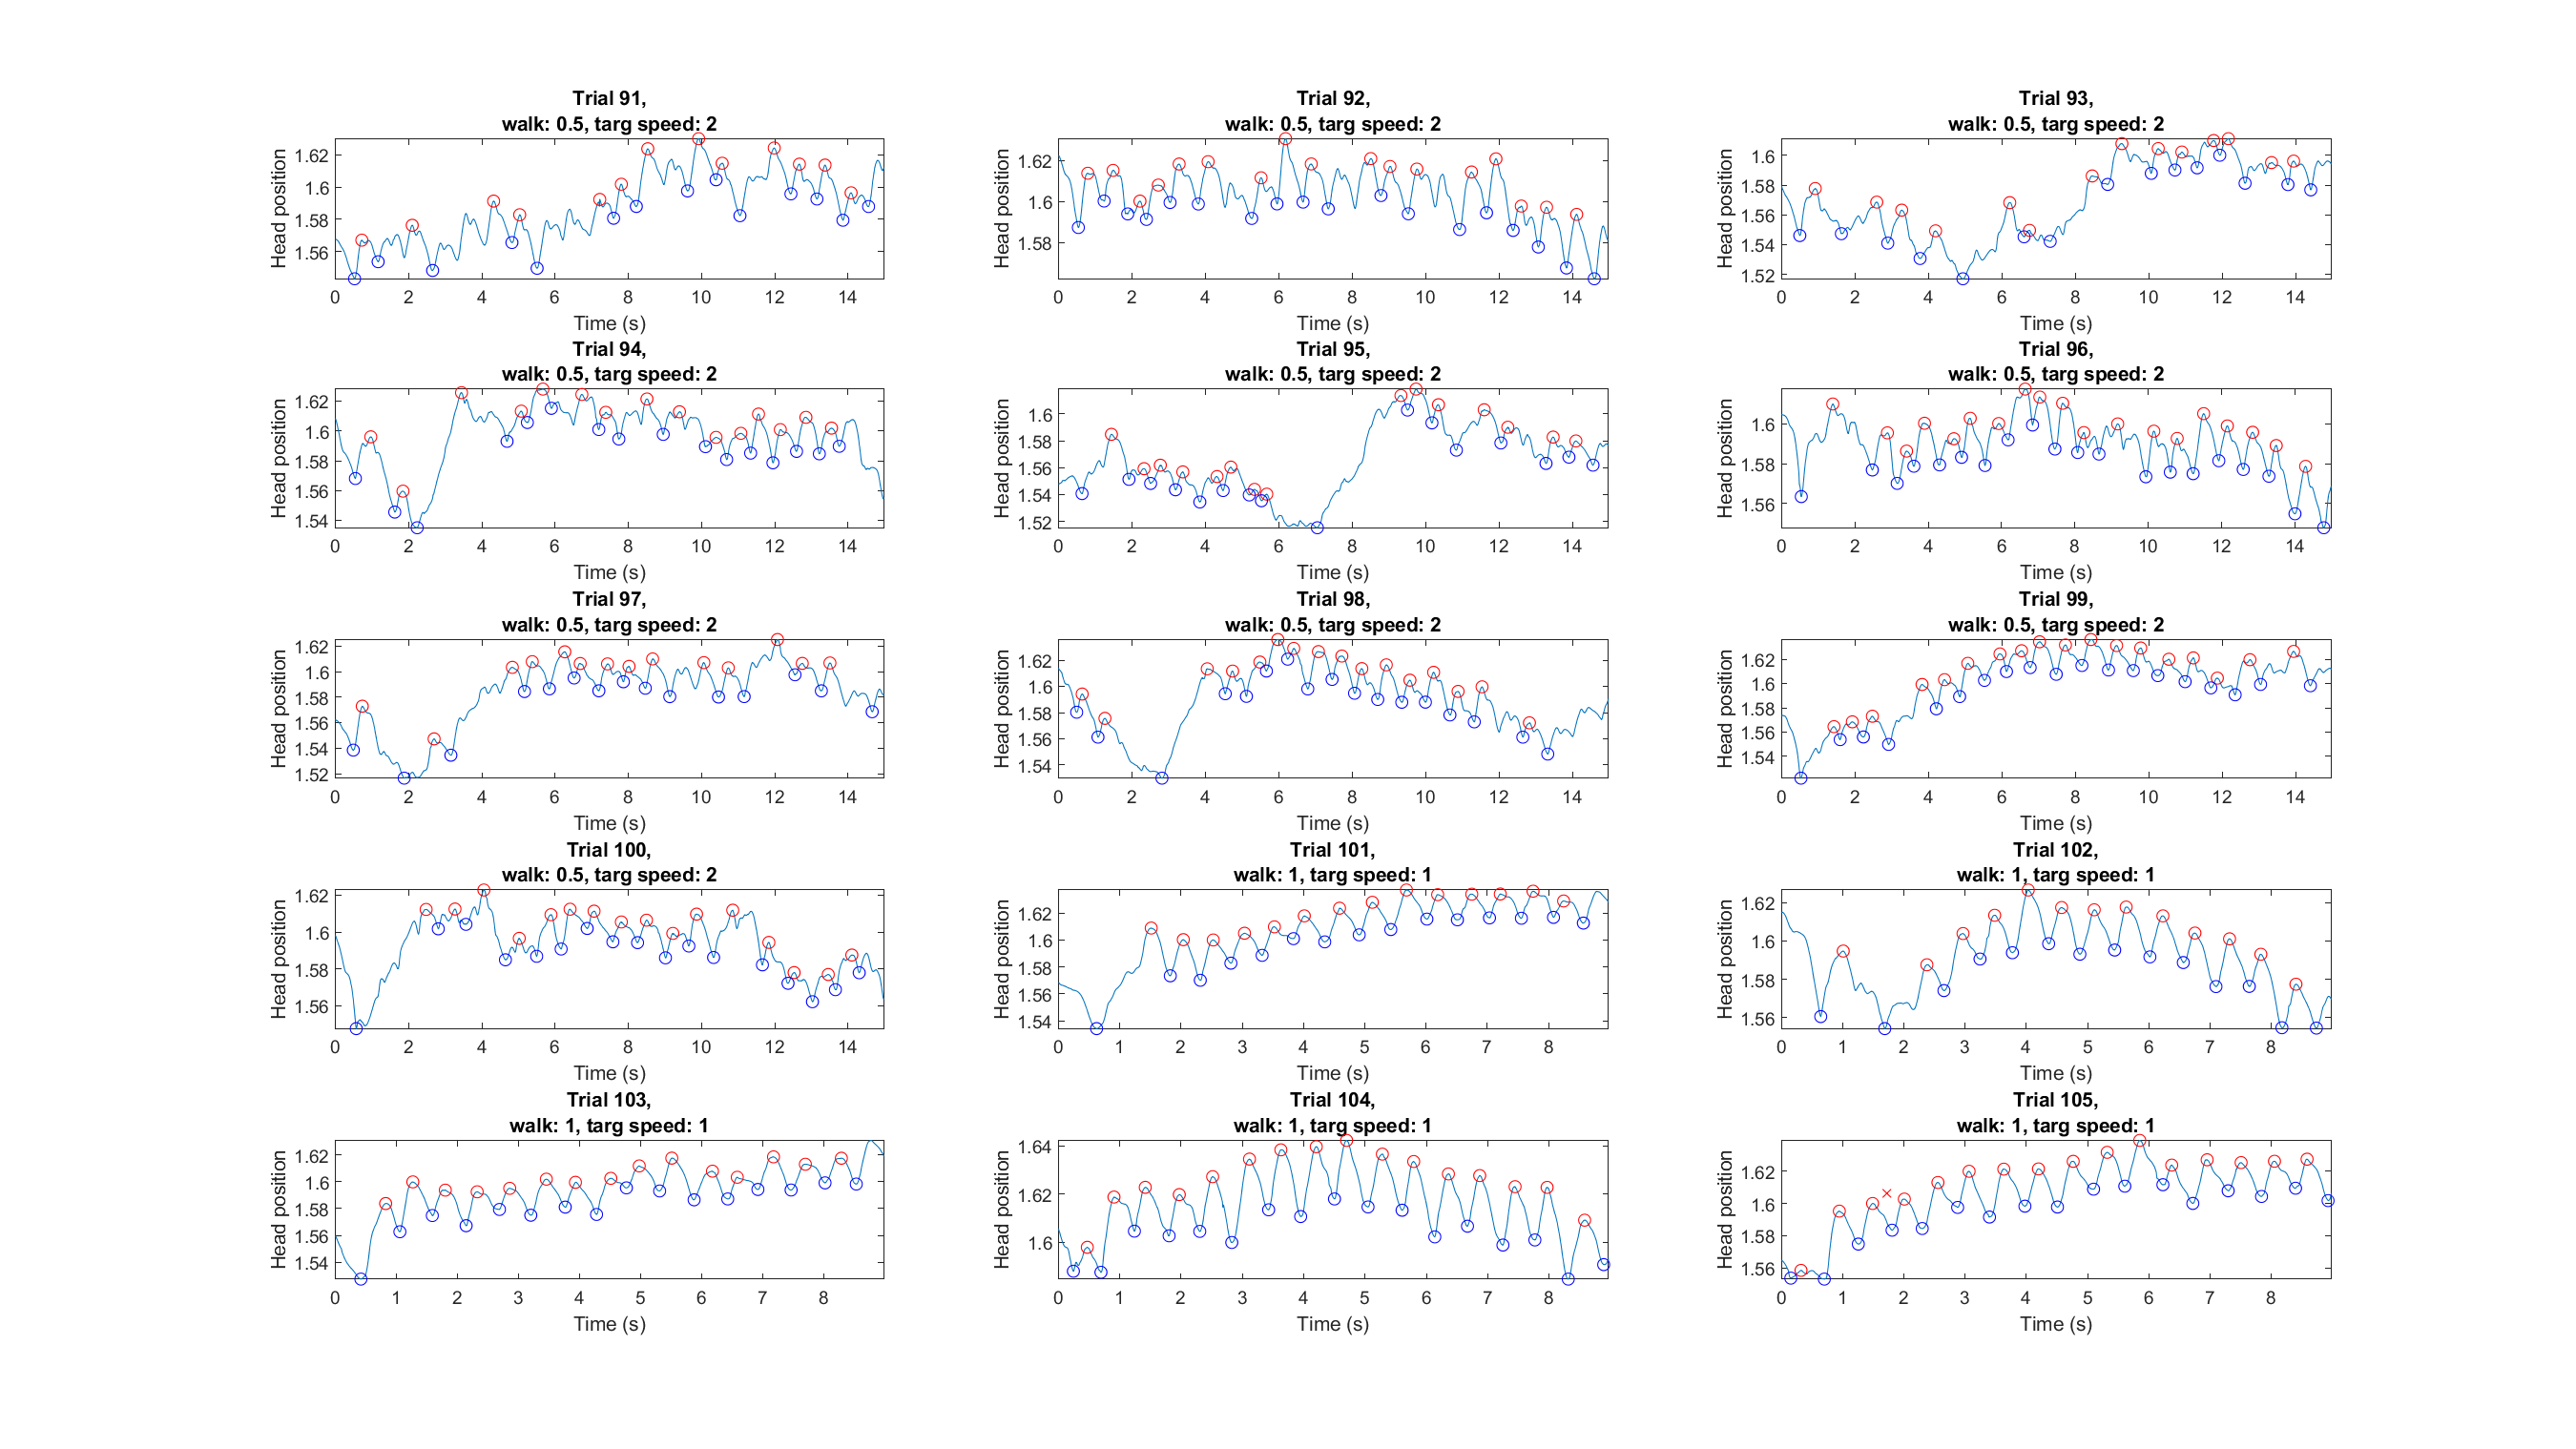 Trial 91,
walk: 0.5, targ speed: 2
Head position
1.62
1.6
1.58
1.56
0 2 4 6 8 10 12 14
Time (s)
Trial 92,
walk: 0.5, targ speed: 2
Head position
1.62
1.6
1.58
0 2 4 6 8 10 12 14
Time (s)
Trial 93,
walk: 0.5, targ speed: 2
Head position
1.6
1.58
1.56
1.54
1.52
0 2 4 6 8 10 12 14
Time (s)
Trial 94,
walk: 0.5, targ speed: 2
Head position
1.62
1.6
1.58
1.56
1.54
0 2 4 6 8 10 12 14
Time (s)
Trial 95,
walk: 0.5, targ speed: 2
Head position
1.6
1.58
1.56
1.54
1.52
0 2 4 6 8 10 12 14
Time (s)
Trial 96,
walk: 0.5, targ speed: 2
Head position
1.6
1.58
1.56
0 2 4 6 8 10 12 14
Time (s)
Trial 97,
walk: 0.5, targ speed: 2
Head position
1.62
1.6
1.58
1.56
1.54
1.52
0 2 4 6 8 10 12 14
Time (s)
Trial 98,
walk: 0.5, targ speed: 2
Head position
1.62
1.6
1.58
1.56
1.54
0 2 4 6 8 10 12 14
Time (s)
Trial 99,
walk: 0.5, targ speed: 2
Head position
1.62
1.6
1.58
1.56
1.54
0 2 4 6 8 10 12 14
Time (s)
Trial 100,
walk: 0.5, targ speed: 2
Head position
1.62
1.6
1.58
1.56
0 2 4 6 8 10 12 14
Time (s)
Trial 101,
walk: 1, targ speed: 1
Head position
1.62
1.6
1.58
1.56
1.54
0 1 2 3 4 5 6 7 8
Time (s)
Trial 102,
walk: 1, targ speed: 1
Head position
1.62
1.6
1.58
1.56
0 1 2 3 4 5 6 7 8
Time (s)
Trial 103,
walk: 1, targ speed: 1
Head position
1.62
1.6
1.58
1.56
1.54
0 1 2 3 4 5 6 7 8
Time (s)
Trial 104,
walk: 1, targ speed: 1
Head position
1.64
1.62
1.6
0 1 2 3 4 5 6 7 8
Time (s)
Trial 105,
walk: 1, targ speed: 1
Head position
1.62
1.6
1.58
1.56
0 1 2 3 4 5 6 7 8
Time (s)